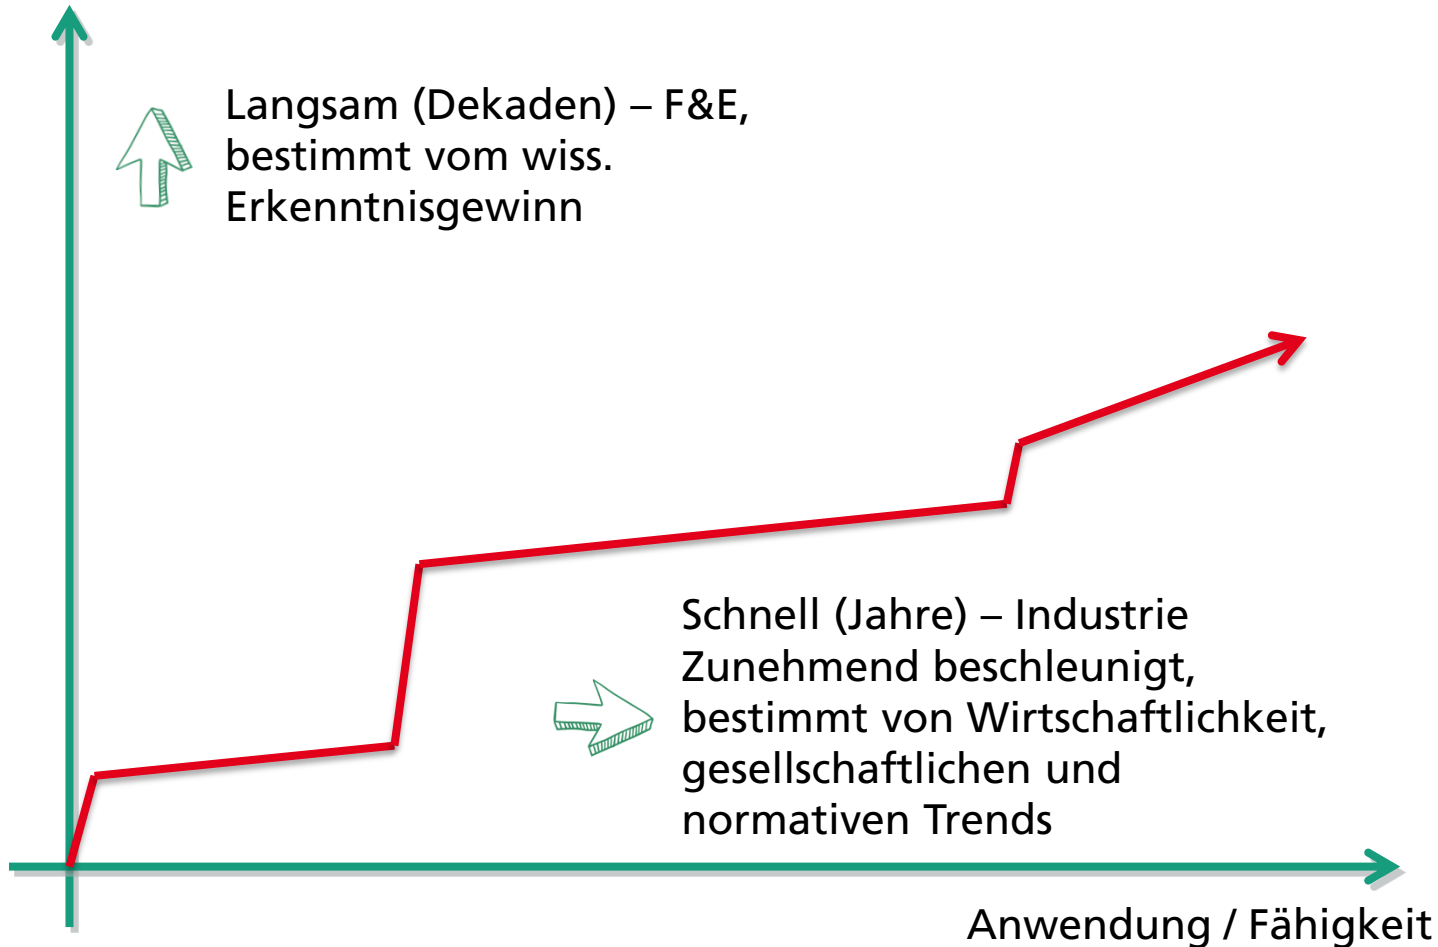 Langsam (Dekaden) – F&E,
bestimmt vom wiss.
Erkenntnisgewinn
Schnell (Jahre) – Industrie
Zunehmend beschleunigt,
bestimmt von Wirtschaftlichkeit,
gesellschaftlichen und
normativen Trends
Anwendung / Fähigkeit